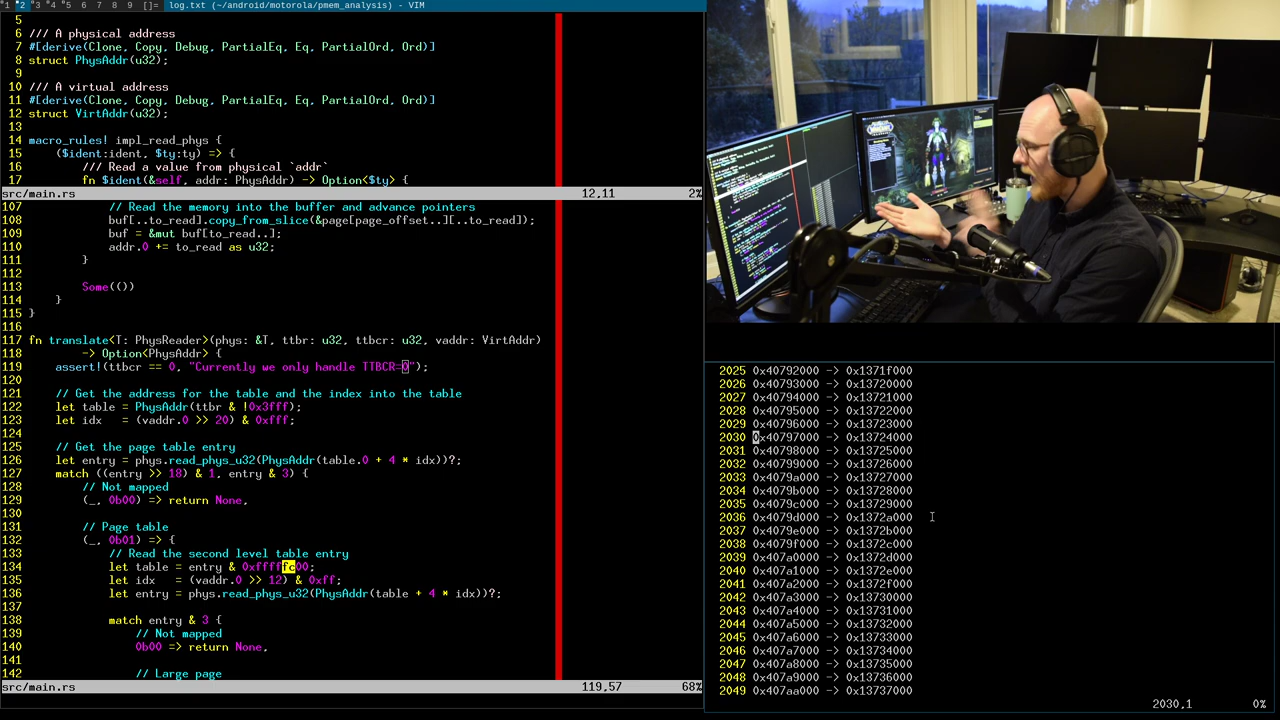 1 2 3 4 5 6 7 8 9 []= log.txt (~/android/motorola/pmem_analysis) - VIM
5
6 /// A physical address
7 #[derive(Clone, Copy, Debug, PartialEq, Eq, PartialOrd, Ord)]
8 struct PhysAddr(u32);
9
10 /// A virtual address
11 #[derive(Clone, Copy, Debug, PartialEq, Eq, PartialOrd, Ord)]
12 struct VirtAddr(u32);
13
14 macro_rules! impl_read_phys {
15 ($ident:ident, $ty:ty) => {
16 /// Read a value from physical `addr`
17 fn $ident(&self, addr: PhysAddr) -> Option<$ty> {
src/main.rs 12,11 2%
107 // Read the memory into the buffer and advance pointers
108 buf[..to_read].copy_from_slice(&page[page_offset..][..to_read]);
109 buf = &mut buf[to_read..];
110 addr.0 += to_read as u32;
111 }
112
113 Some(())
114 }
115 }
116
117 fn translate<T: PhysReader>(phys: &T, ttbr: u32, ttbcr: u32, vaddr: VirtAddr)
118 -> Option<PhysAddr> {
119 assert!(ttbcr == 0, "Currently we only handle TTBCR=0");
120
121 // Get the address for the table and the index into the table
122 let table = PhysAddr(ttbr & !0x3fff);
123 let idx = (vaddr.0 >> 20) & 0xfff;
124
125 // Get the page table entry
126 let entry = phys.read_phys_u32(PhysAddr(table.0 + 4 * idx))?;
127 match ((entry >> 18) & 1, entry & 3) {
128 // Not mapped
129 (_, 0b00) => return None,
130
131 // Page table
132 (_, 0b01) => {
133 // Read the second level table entry
134 let table = entry & 0xfffffc00;
135 let idx = (vaddr.0 >> 12) & 0xff;
136 let entry = phys.read_phys_u32(PhysAddr(table + 4 * idx))?;
137
138 match entry & 3 {
139 // Not mapped
140 0b00 => return None,
141
142 // Large page
src/main.rs 119,57 68%
2025 0x40792000 -> 0x1371f000
2026 0x40793000 -> 0x13720000
2027 0x40794000 -> 0x13721000
2028 0x40795000 -> 0x13722000
2029 0x40796000 -> 0x13723000
2030 0x40797000 -> 0x13724000
2031 0x40798000 -> 0x13725000
2032 0x40799000 -> 0x13726000
2033 0x4079a000 -> 0x13727000
2034 0x4079b000 -> 0x13728000
2035 0x4079c000 -> 0x13729000
2036 0x4079d000 -> 0x1372a000
2037 0x4079e000 -> 0x1372b000
2038 0x4079f000 -> 0x1372c000
2039 0x407a0000 -> 0x1372d000
2040 0x407a1000 -> 0x1372e000
2041 0x407a2000 -> 0x1372f000
2042 0x407a3000 -> 0x13730000
2043 0x407a4000 -> 0x13731000
2044 0x407a5000 -> 0x13732000
2045 0x407a6000 -> 0x13733000
2046 0x407a7000 -> 0x13734000
2047 0x407a8000 -> 0x13735000
2048 0x407a9000 -> 0x13736000
2049 0x407aa000 -> 0x13737000
2030,1 0%